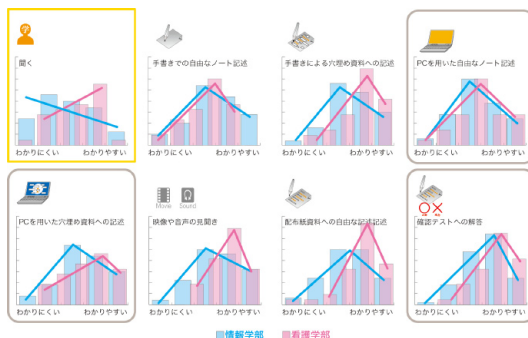 聞く
手書きでの自由なノート記述
手書きによる穴埋め資料への記述
PCを用いた自由なノート記述
わかりにくい わかりやすい
わかりにくい わかりやすい
わかりにくい わかりやすい
わかりにくい わかりやすい
Movie Sound
PCを用いた穴埋め資料への記述
映像や音声の見聞き
配布紙資料への自由な記述記述
確認テストへの解答
わかりにくい わかりやすい
わかりにくい わかりやすい
わかりにくい わかりやすい
わかりにくい わかりやすい
情報学部 看護学部